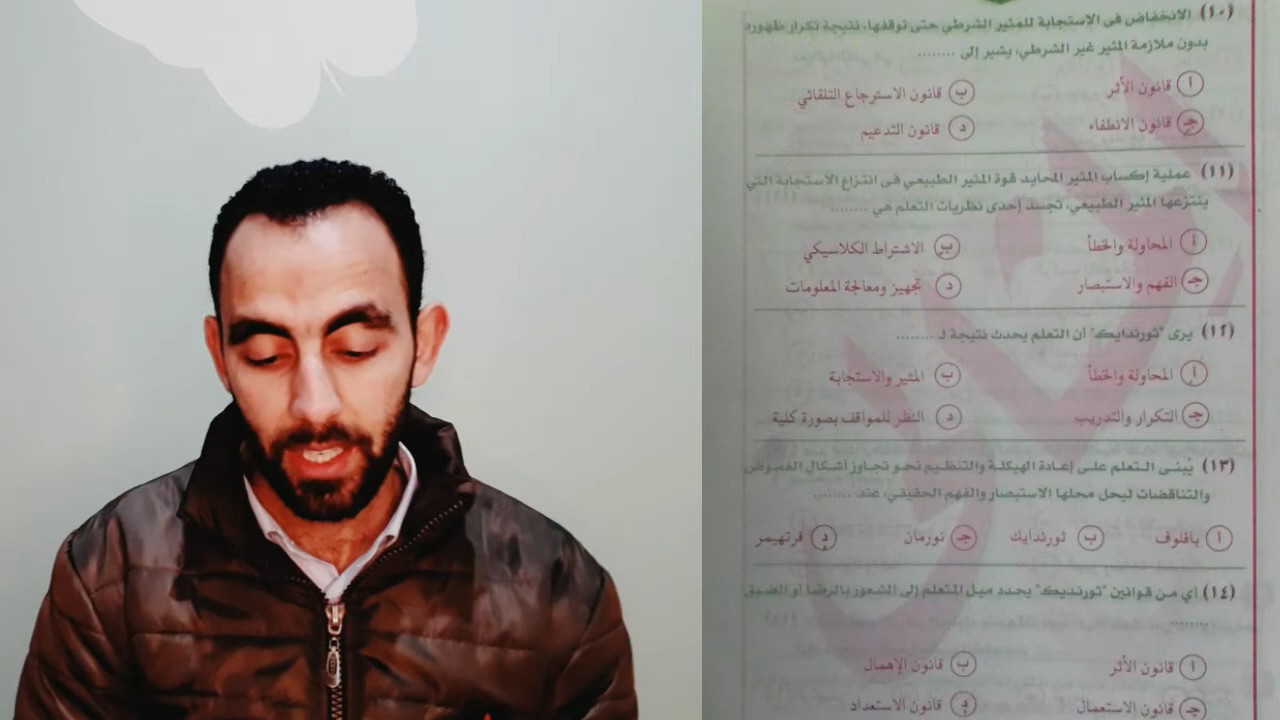 (١٠) الانخفاض فى الاستجابة للمثير الشرطي حتى توقفها، نتيجة تكرار ظهوره
بدون ملازمة المثير غير الشرطي، يشير إلى ........
أ قانون الأثر
ب قانون الاسترجاع التلقائي
جـ قانون الانطفاء
د قانون التدعيم
(١١) عملية إكساب المثير المحايد قوة المثير الطبيعي فى انتزاع الاستجابة التي
ينتزعها المثير الطبيعي، تجسد إحدى نظريات التعلم هي ........
أ المحاولة والخطأ
ب الاشتراط الكلاسيكي
جـ الفهم والاستبصار
د تجهيز ومعالجة المعلومات
(١٢) يرى "ثورندايك" أن التعلم يحدث نتيجة لـ ........
أ المحاولة والخطأ
ب المثير والاستجابة
جـ التكرار والتدريب
د النظر للمواقف بصورة كلية
(١٣) يُبنى التعلم على إعادة الهيكلة والتنظيم نحو تجاوز أشكال الغموض
والتناقضات ليحل محلها الاستبصار والفهم الحقيقي، عند ........
أ بافلوف
ب ثورندايك
جـ نورمان
د فرتهيمر
(١٤) أي من قوانين "ثورنديك" يحدد ميل المتعلم إلى الشعور بالرضا أو الضيق
........
أ قانون الأثر
ب قانون الإهمال
جـ قانون الاستعمال
د قانون الاستعداد